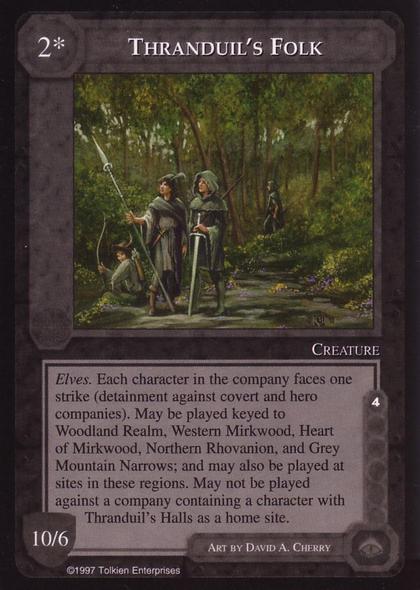 2*
THRANDUIL'S FOLK
CREATURE
Elves. Each character in the company faces one
strike (detainment against covert and hero
companies). May be played keyed to
Woodland Realm, Western Mirkwood, Heart
of Mirkwood, Northern Rhovanion, and Grey
Mountain Narrows; and may also be played at
sites in these regions. May not be played
against a company containing a character with
Thranduil's Halls as a home site.
4
10/6
ART BY DAVID A. CHERRY
©1997 Tolkien Enterprises